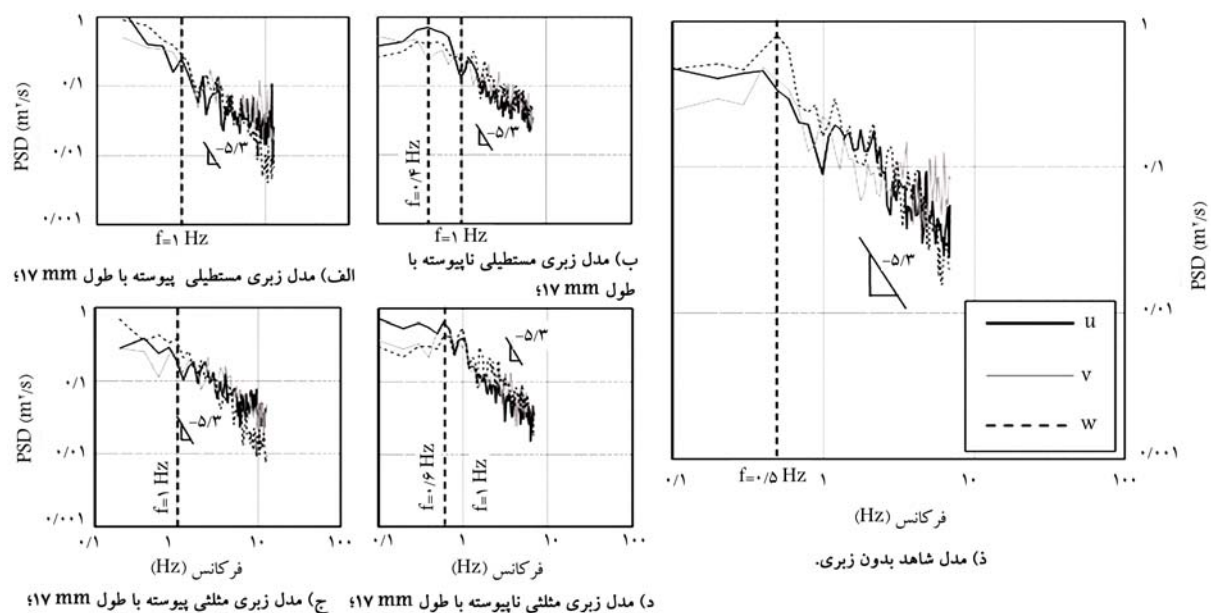 PSD (m²/s)
۱
۰/۱
۰/۰۱
۰/۰۰۱
-۵/۳
f=۱ Hz
الف) مدل زبری مستطیلی پیوسته با طول ۱۷ mm؛
f=۰/۴ Hz
f=۱ Hz
-۵/۳
ب) مدل زبری مستطیلی ناپیوسته با
طول ۱۷ mm؛
PSD (m²/s)
۱
۰/۱
۰/۰۱
۰/۰۰۱
-۵/۳
f=۱ Hz
۰/۱ ۱ ۱۰ ۱۰۰
فرکانس (Hz)
ج) مدل زبری مثلثی پیوسته با طول ۱۷ mm؛
-۵/۳
f=۰/۶ Hz
f=۱ Hz
۰/۱ ۱ ۱۰ ۱۰۰
فرکانس (Hz)
د) مدل زبری مثلثی ناپیوسته با طول ۱۷ mm؛
PSD (m²/s)
۱
۰/۱
۰/۰۱
۰/۰۰۱
-۵/۳
u
v
w
f=۰/۵ Hz
۰/۱ ۱ ۱۰ ۱۰۰
فرکانس (Hz)
ذ) مدل شاهد بدون زبری.